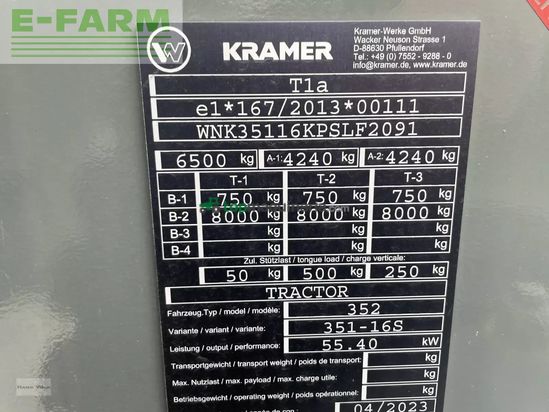 E-FARM
KRAMER
Kramer-Werke GmbH
Wacker Neuson Strasse 1
D-88630 Pfullendorf
Tel.: +49 (0) 7552 - 9288 - 0
info@kramer.de, www.kramer.de
T1a
e1*167/2013*00111
WNK35116KPSLF2091
6500 kg A-1: 4240 kg A-2: 4240 kg
T-1 T-2 T-3
B-1 750 kg 750 kg 750 kg
B-2 8000 kg 8000 kg 8000 kg
B-3 kg kg kg
B-4 kg kg kg
Zul. Stützlast / tongue load / charge verticale:
50 kg 500 kg 250 kg
TRACTOR
Fahrzeug.Typ / model / modèle: 352
Variante / variant / variante: 351-16S
Leistung / output / performance: 55.40 kW
Transportgewicht / transport weight / poids de transport: kg
Max. Nutzlast / max. payload / max. charge utile: kg
Betriebsgewicht / operating weight / poids opérationnel: kg
04/2023